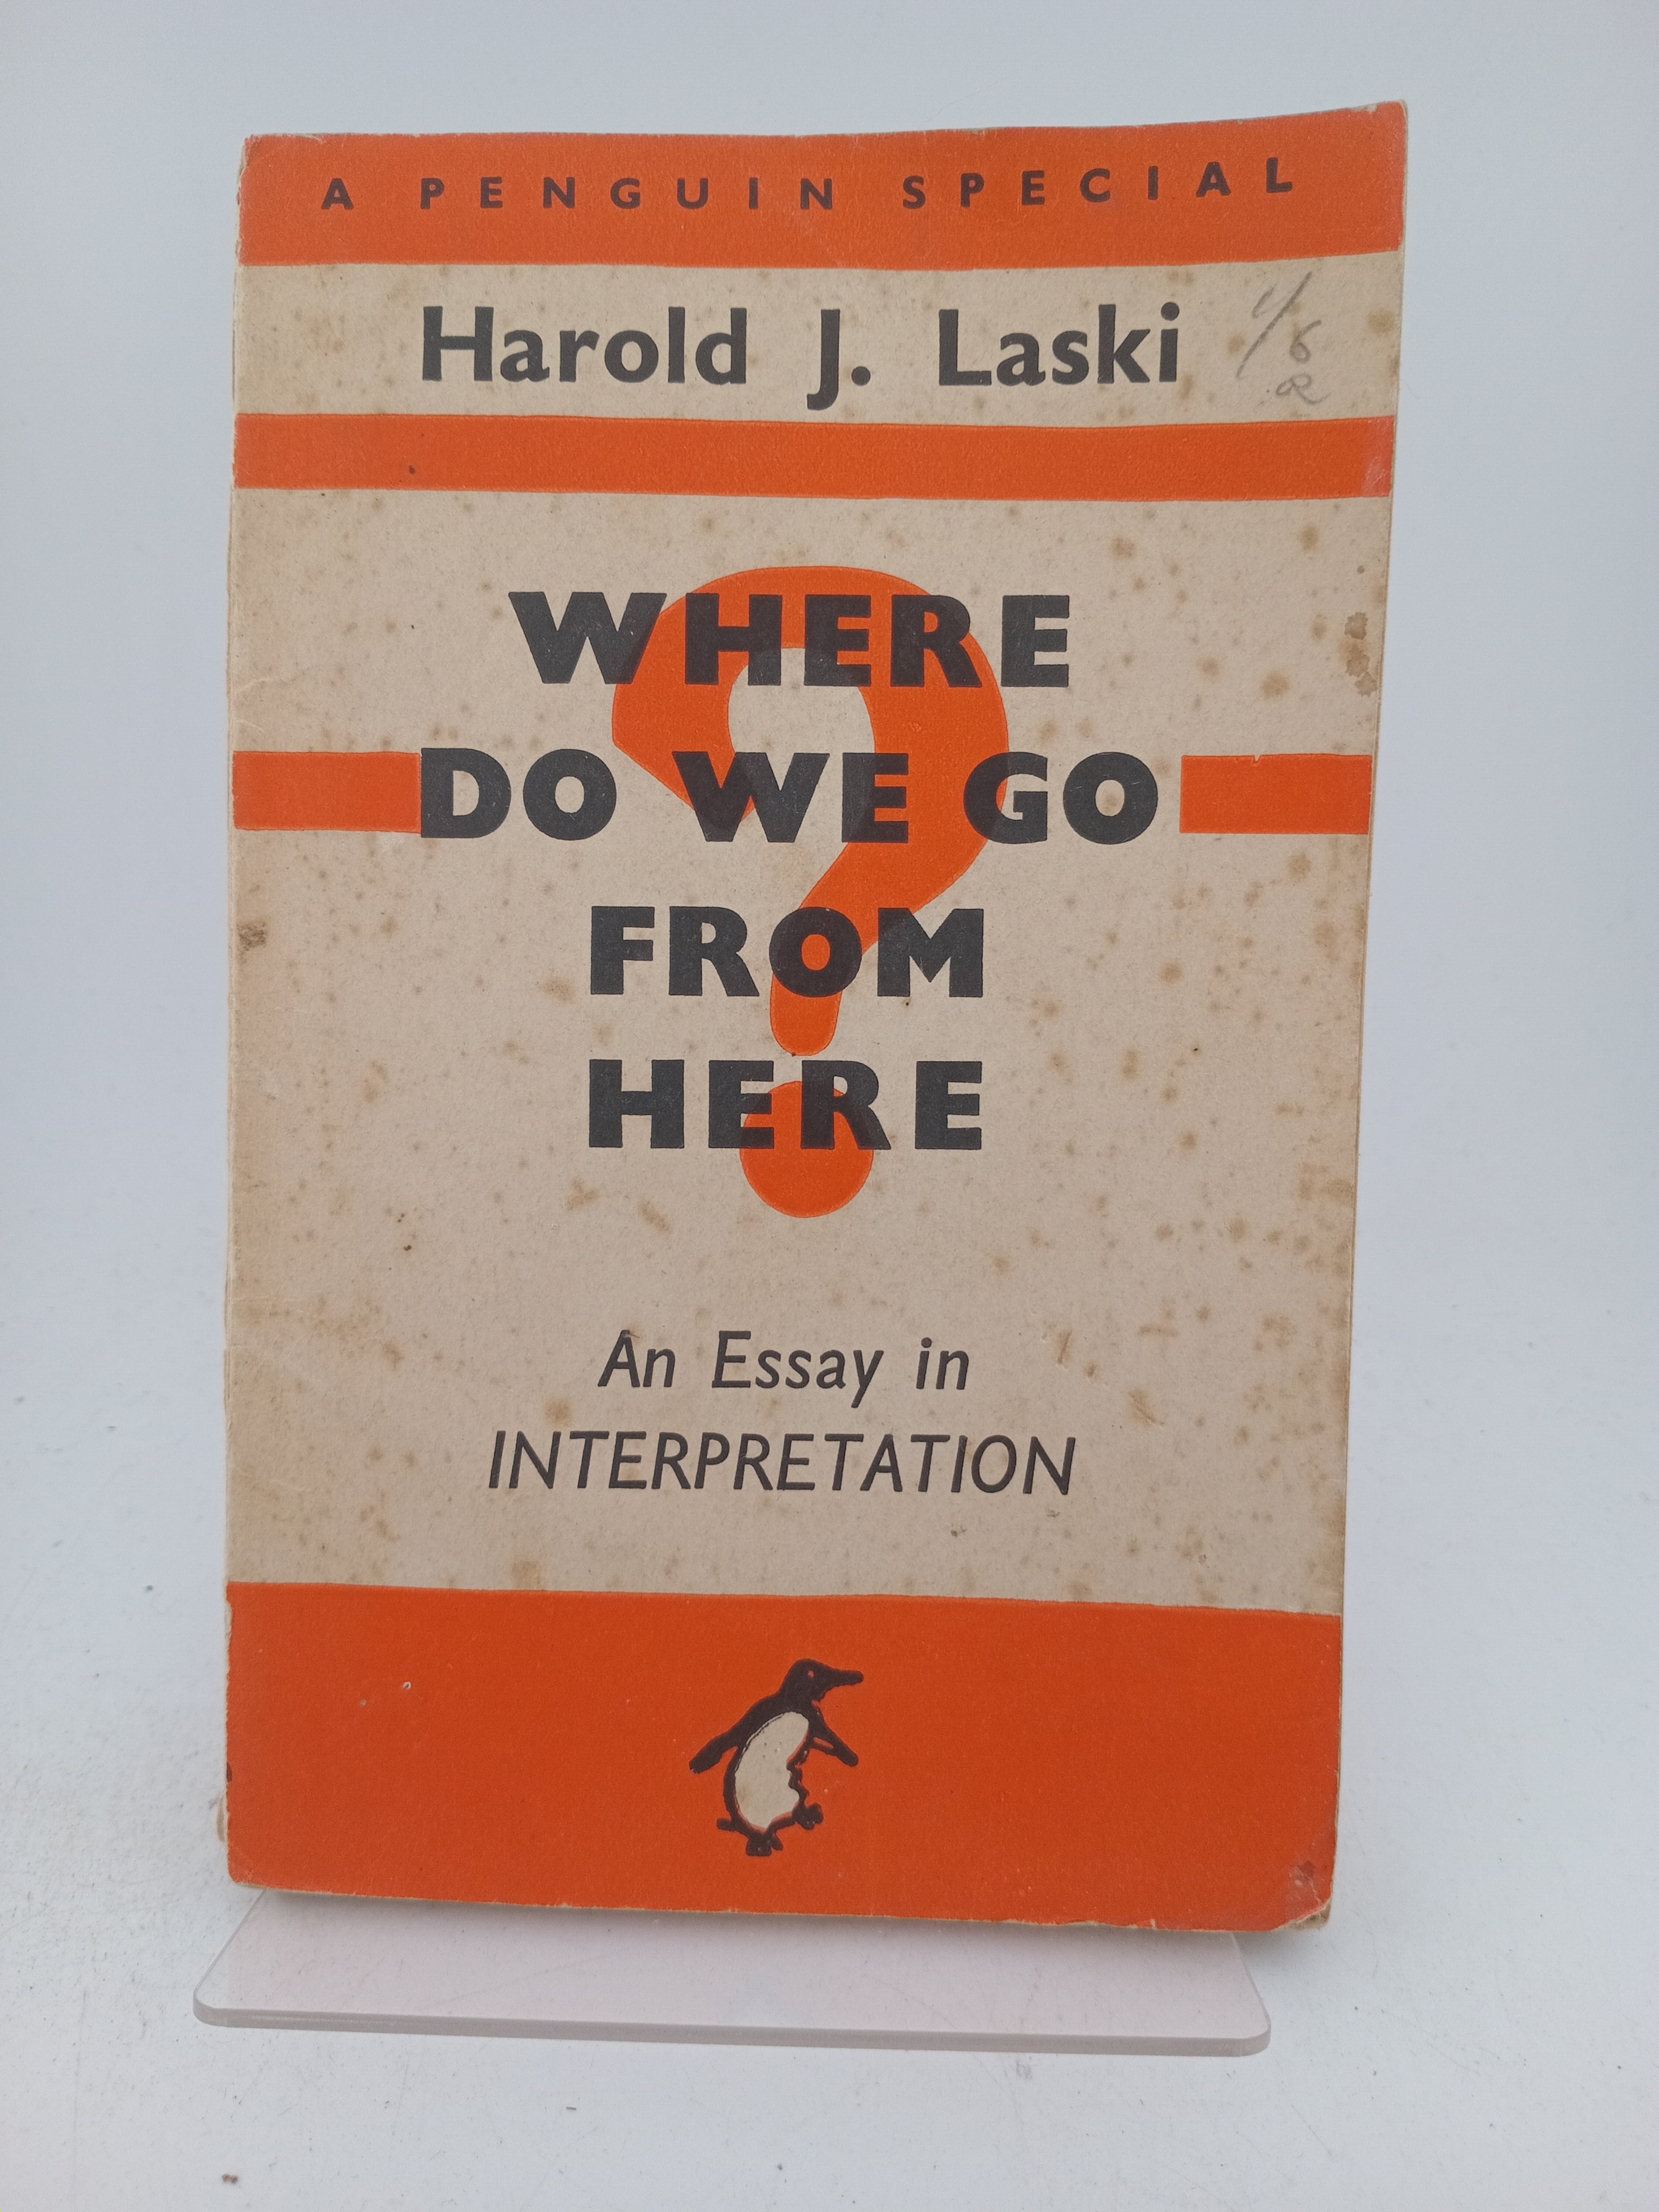 A PENGUIN SPECIAL
Harold J. Laski
WHERE
DO WE GO
FROM
HERE
?
An Essay in
INTERPRETATION